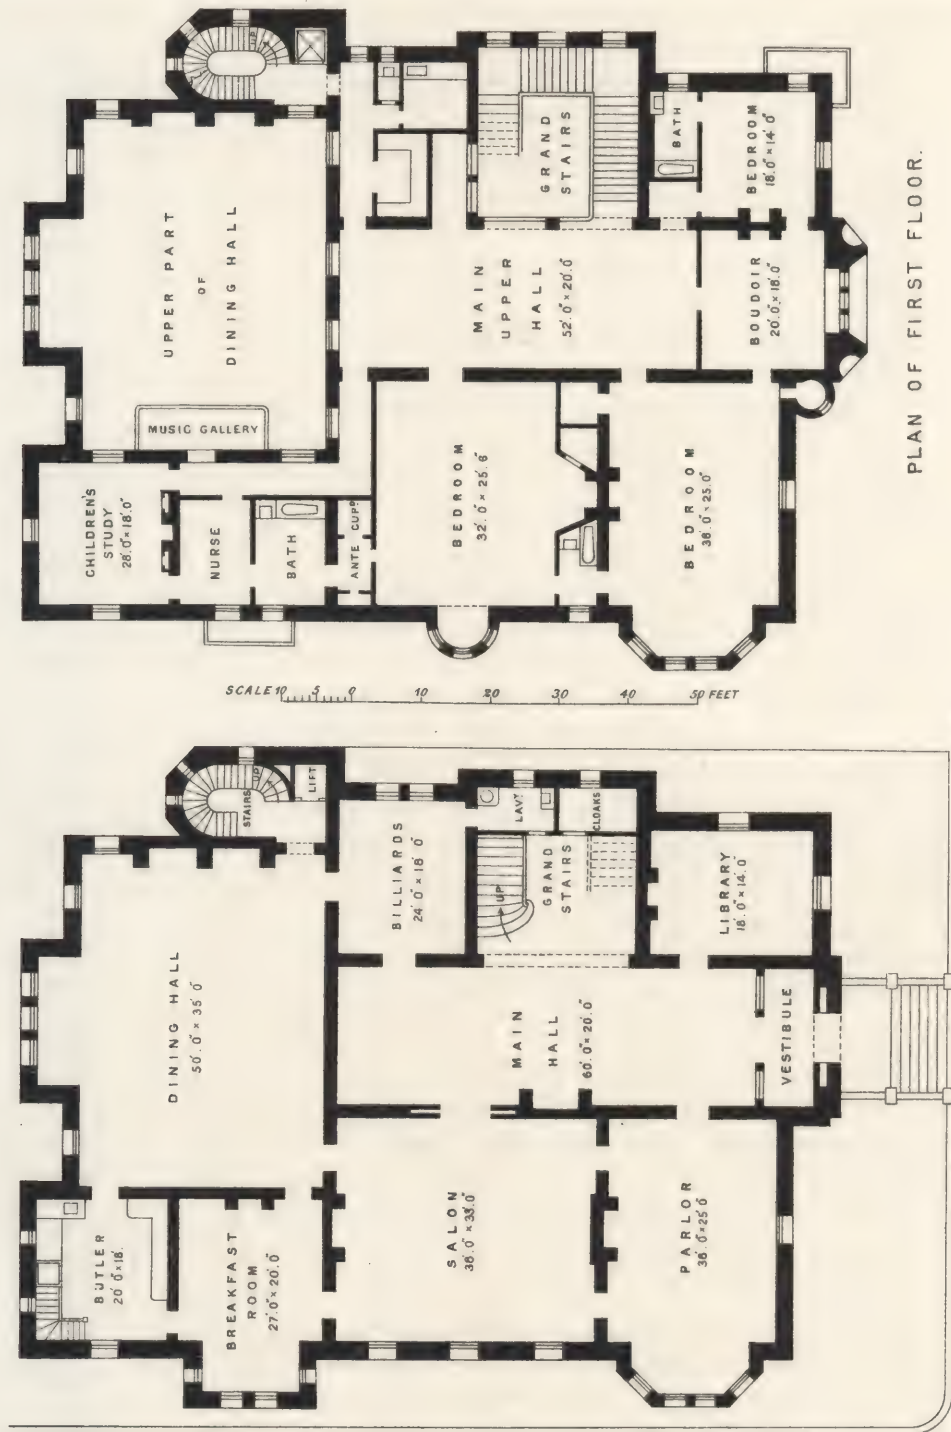 UPPER PART
OF
DINING HALL
MUSIC GALLERY
UP
CHILDREN'S
STUDY
28'.0"×18'.0"
NURSE
BATH
ANTE
CUPD
MAIN
UPPER
HALL
52'.0"×20'.0"
GRAND
STAIRS
BATH
BEDROOM
18'.0"×14'.0"
BOUDOIR
20'.0"×18'.0"
BEDROOM
32'.0"×25'.6
BEDROOM
38'.0"×25'.0"
PLAN OF FIRST FLOOR.
SCALE 10 5 0 10 20 30 40 50 FEET
STAIRS
UP
LIFT
DINING HALL
50'.0"×35'.0"
BUTLER
20'.0"×18'.
BREAKFAST
ROOM
27'.0"×20'.0"
BILLIARDS
24'.0"×18'.0"
LAVY
CLOAKS
UP
GRAND
STAIRS
LIBRARY
18'.0"×14'.0"
MAIN
HALL
60'.0"×20'.0"
VESTIBULE
SALON
38'.0"×33'.0"
PARLOR
38'.0"×25'.0"